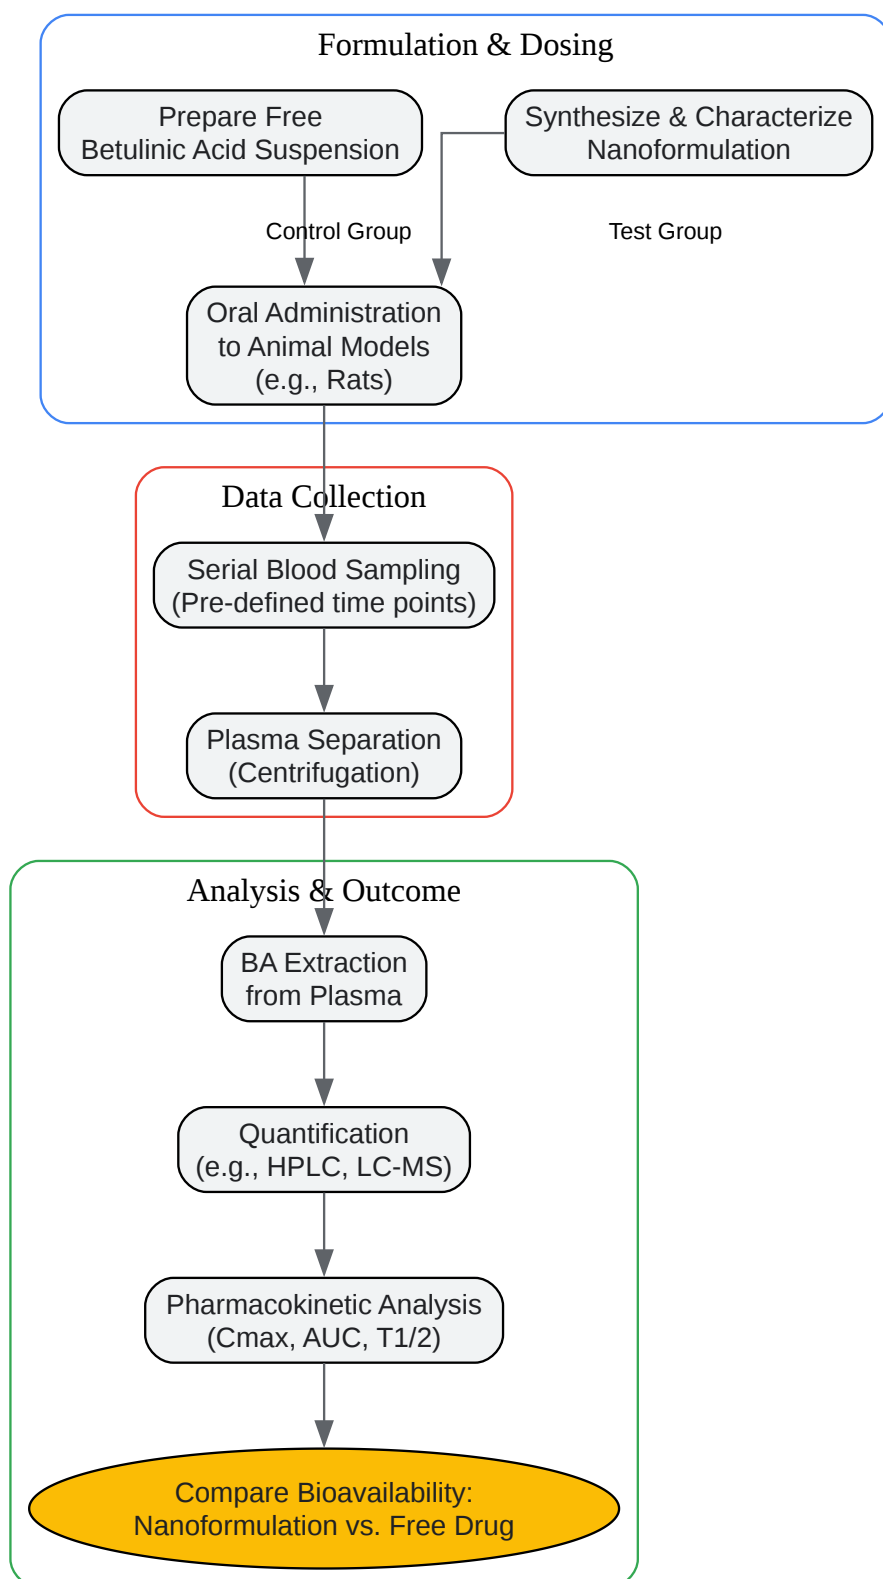 Formulation & Dosing
Prepare Free
Betulinic Acid Suspension
Synthesize & Characterize
Nanoformulation
Control Group
Test Group
Oral Administration
to Animal Models
(e.g., Rats)
Data Collection
Serial Blood Sampling
(Pre-defined time points)
Plasma Separation
(Centrifugation)
Analysis & Outcome
BA Extraction
from Plasma
Quantification
(e.g., HPLC, LC-MS)
Pharmacokinetic Analysis
(Cmax, AUC, T1/2)
Compare Bioavailability:
Nanoformulation vs. Free Drug